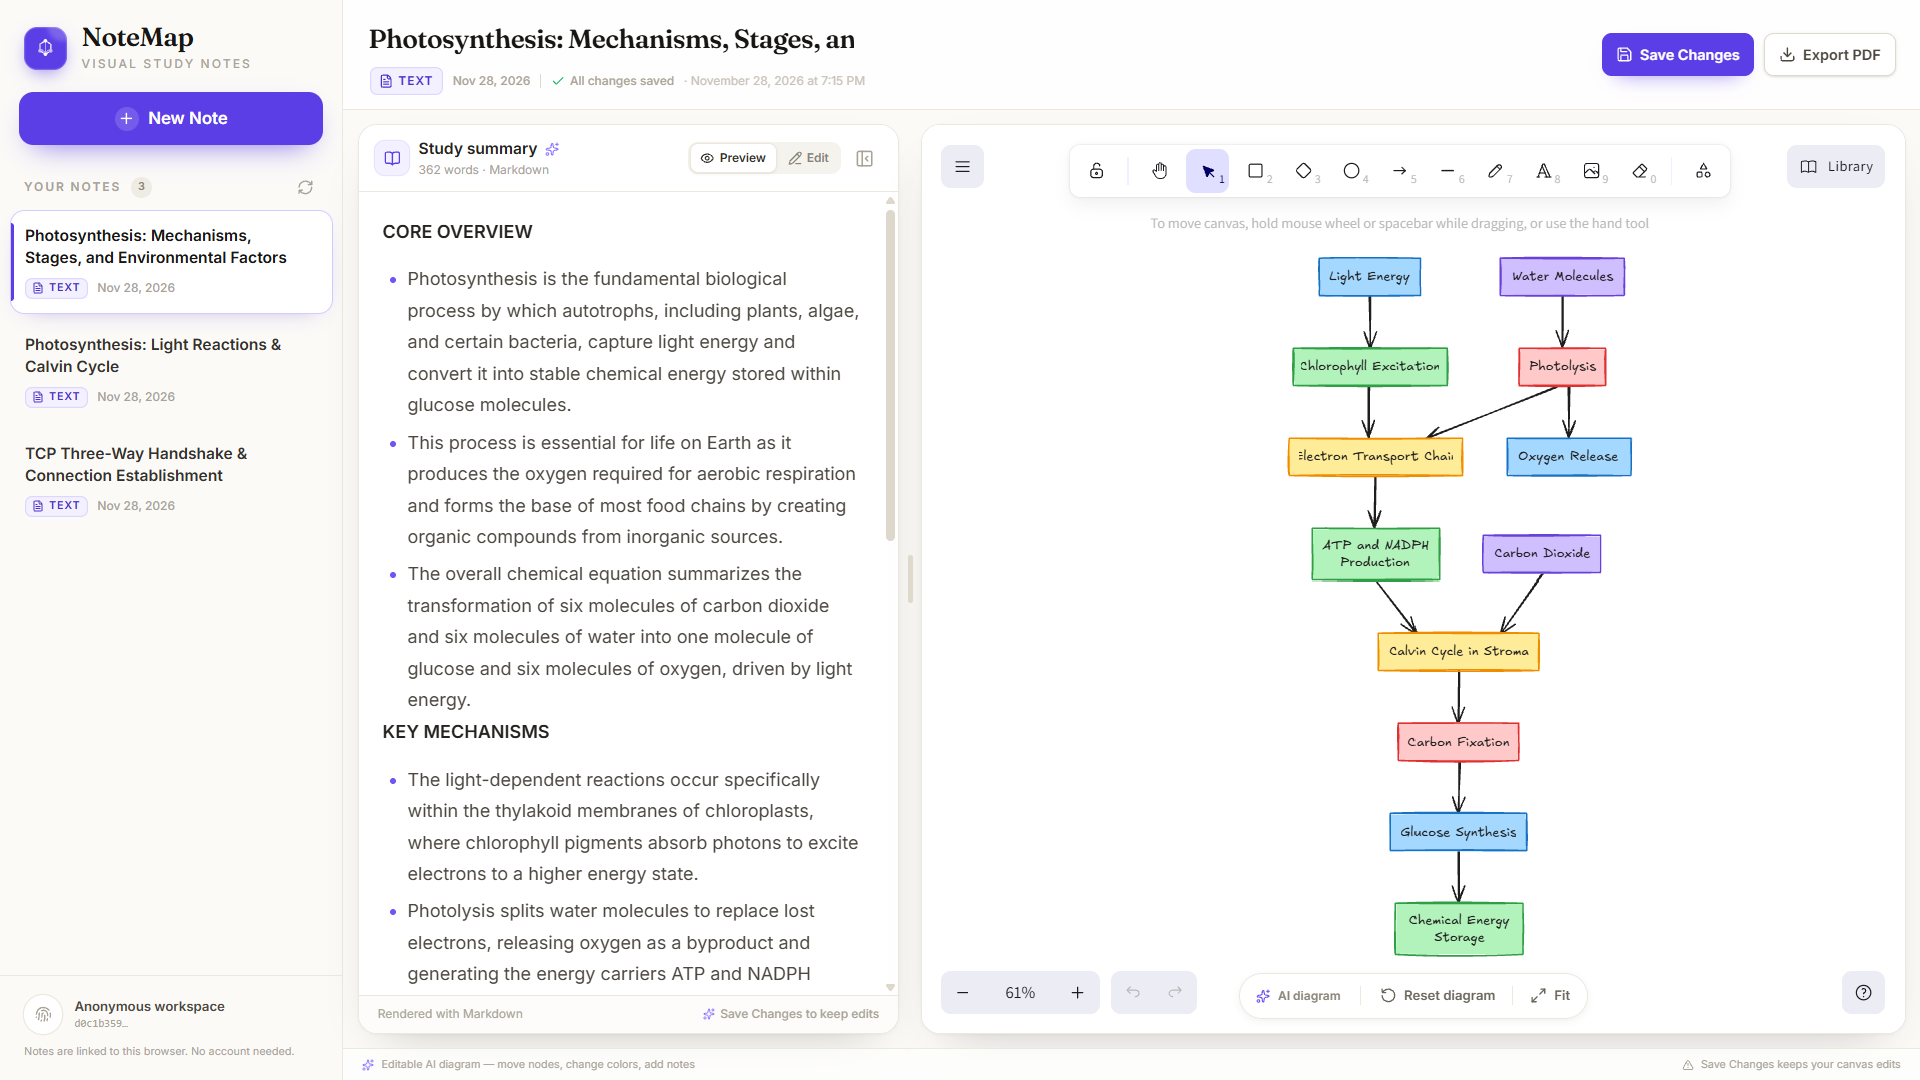 NoteMap
VISUAL STUDY NOTES
New Note
YOUR NOTES 3
Photosynthesis: Mechanisms,
Stages, and Environmental Factors
TEXT Nov 28, 2026
Photosynthesis: Light Reactions &
Calvin Cycle
TEXT Nov 28, 2026
TCP Three-Way Handshake &
Connection Establishment
TEXT Nov 28, 2026
Anonymous workspace
d0c1b359…
Notes are linked to this browser. No account needed.
Photosynthesis: Mechanisms, Stages, an
TEXT Nov 28, 2026 All changes saved · November 28, 2026 at 7:15 PM
Save Changes
Export PDF
Study summary
362 words · Markdown
Preview
Edit
CORE OVERVIEW
• Photosynthesis is the fundamental biological
process by which autotrophs, including plants, algae,
and certain bacteria, capture light energy and
convert it into stable chemical energy stored within
glucose molecules.
• This process is essential for life on Earth as it
produces the oxygen required for aerobic respiration
and forms the base of most food chains by creating
organic compounds from inorganic sources.
• The overall chemical equation summarizes the
transformation of six molecules of carbon dioxide
and six molecules of water into one molecule of
glucose and six molecules of oxygen, driven by light
energy.
KEY MECHANISMS
• The light-dependent reactions occur specifically
within the thylakoid membranes of chloroplasts,
where chlorophyll pigments absorb photons to excite
electrons to a higher energy state.
• Photolysis splits water molecules to replace lost
electrons, releasing oxygen as a byproduct and
generating the energy carriers ATP and NADPH
Rendered with Markdown
Save Changes to keep edits
1 2 3 4 5 6 7 8 9 0
Library
To move canvas, hold mouse wheel or spacebar while dragging, or use the hand tool
Light Energy
Water Molecules
Chlorophyll Excitation
Photolysis
Electron Transport Chain
Oxygen Release
ATP and NADPH
Production
Carbon Dioxide
Calvin Cycle in Stroma
Carbon Fixation
Glucose Synthesis
Chemical Energy
Storage
61%
AI diagram
Reset diagram
Fit
Editable AI diagram — move nodes, change colors, add notes
Save Changes keeps your canvas edits